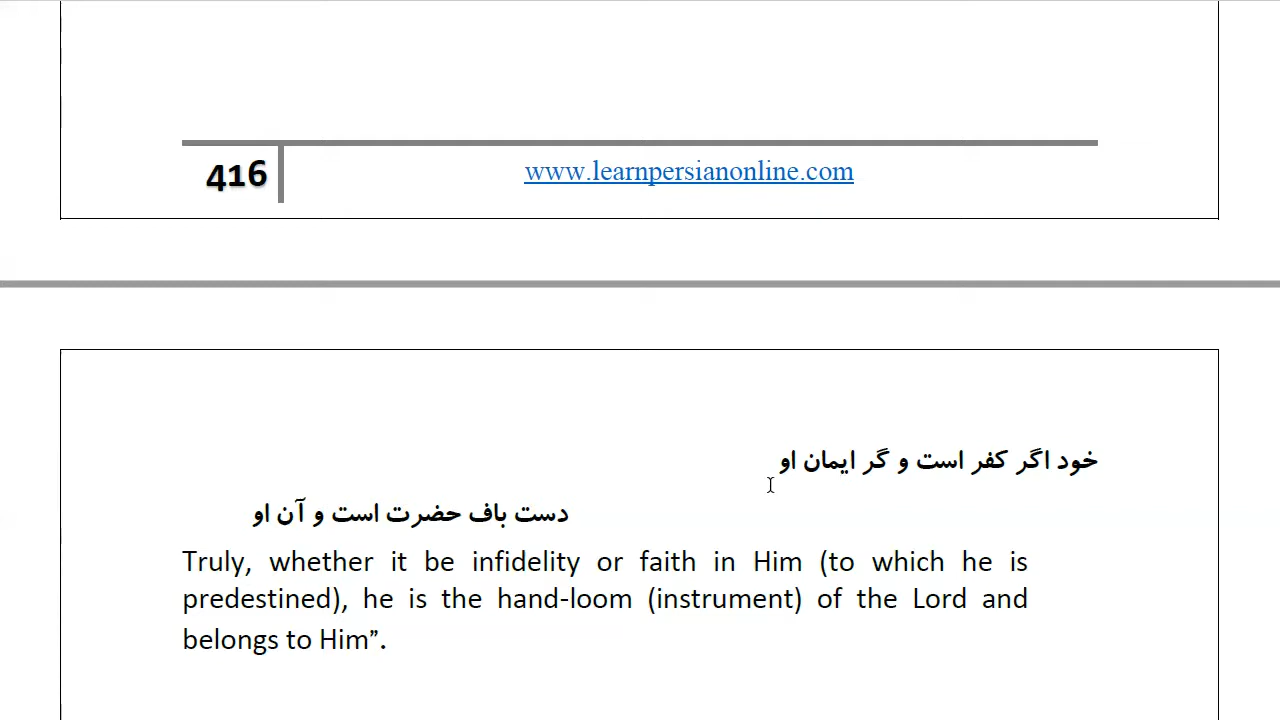 416
www.learnpersianonline.com
خود اگر کفر است و گر ایمان او
دست باف حضرت است و آن او
Truly, whether it be infidelity or faith in Him (to which he is
predestined), he is the hand-loom (instrument) of the Lord and
belongs to Him”.